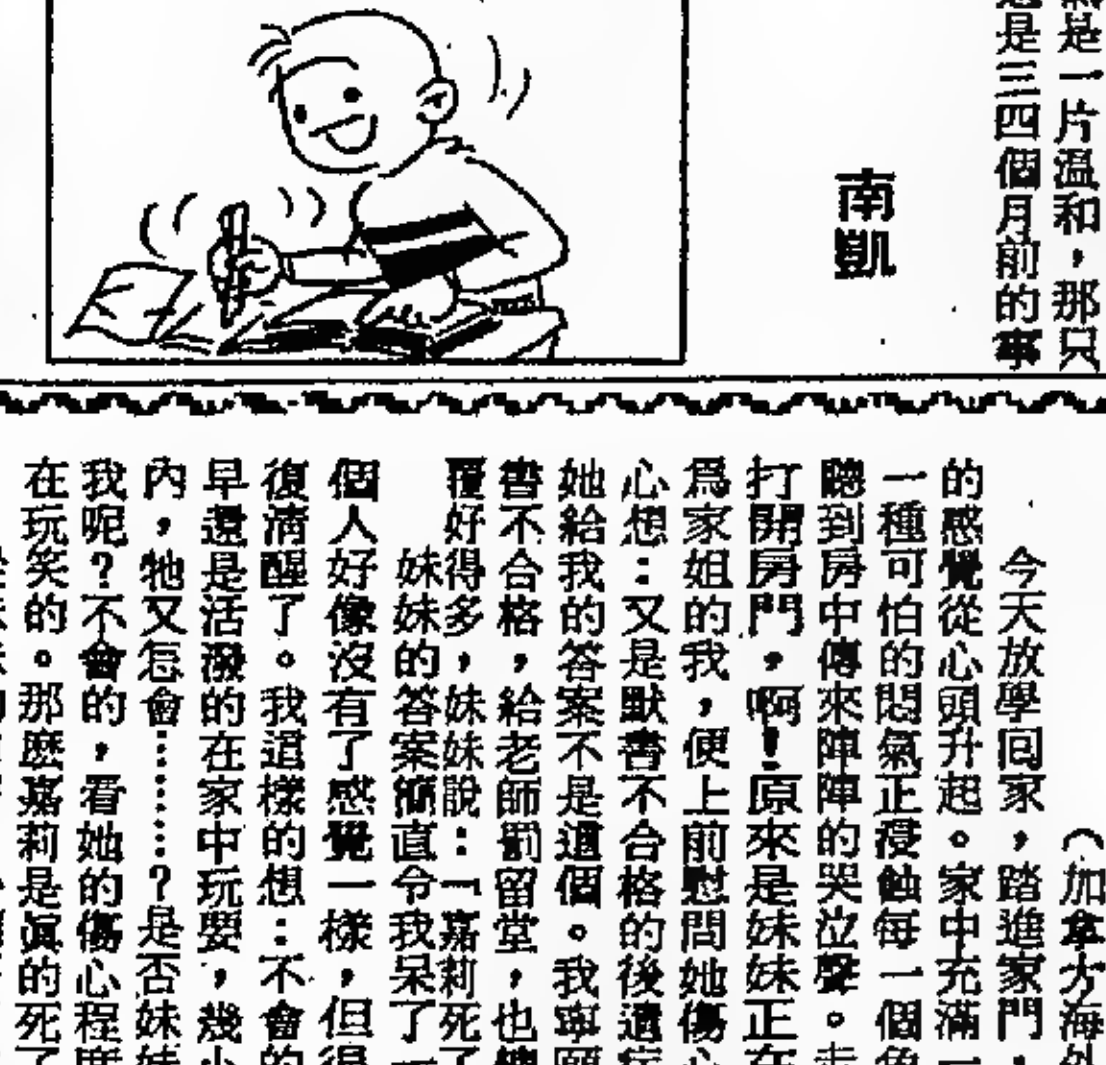 是一片溫和，那只
是三四個月前的事
南凱
（加拿大海外
今天放學回家，踏進家門，
的感覺從心頭升起。家中充滿一
一種可怕的悶氣正浸蝕每一個角
聽到房中傳來陣陣的哭泣聲。走
打開房門，啊！原來是妹妹正在
爲家姐的我，便上前慰問她傷心
心想：又是默書不合格的後遺症
她給我的答案不是這個。我寧願
書不合格，給老師罰留堂，也總
覆好得多，妹妹說：「嘉莉死了
妹妹的答案簡直令我呆了
個人好像沒有了感覺一樣，但得
復清醒了。我這樣的想：不會的
早還是活潑的在家中玩耍，幾小
內，牠又怎會……？是否妹妹
我呢？不會的，看她的傷心程度
在玩笑的。那麽嘉莉是眞的死了